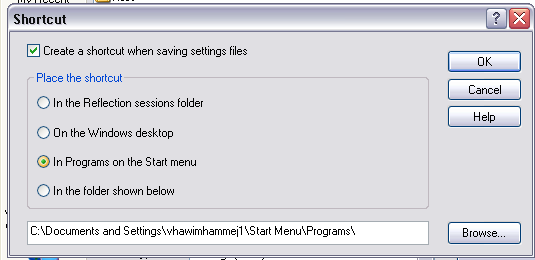 Shortcut
Create a shortcut when saving settings files
OK
Place the shortcut
Cancel
In the Reflection sessions folder
Help
On the Windows desktop
In Programs on the Start menu
In the folder shown below
C:\Documents and Settings\vhawimhammej1\Start Menu\Programs\
Browse...